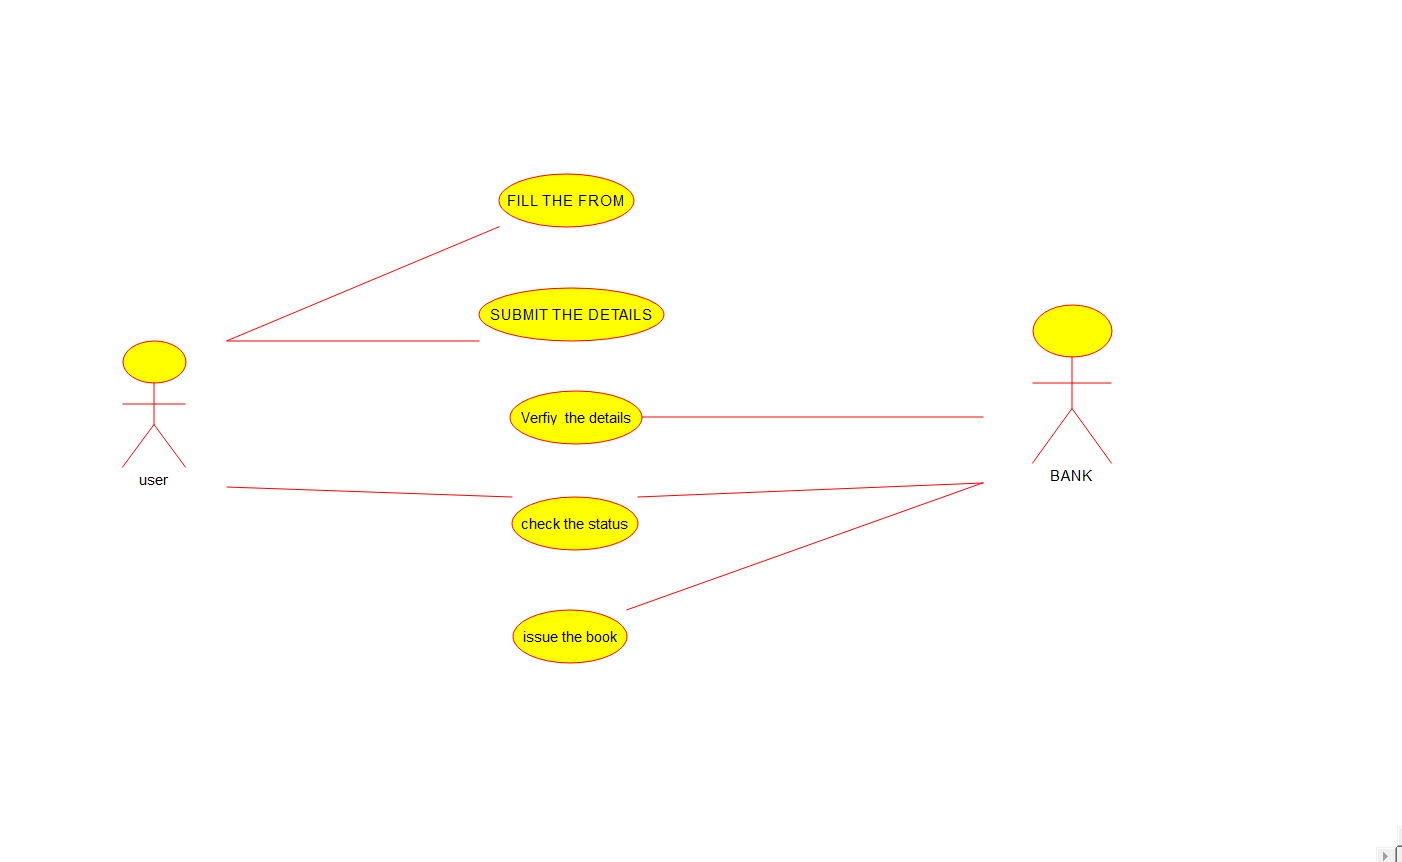 FILL THE FROM
SUBMIT THE DETAILS
Verfiy  the details
user
BANK
check the status
issue the book